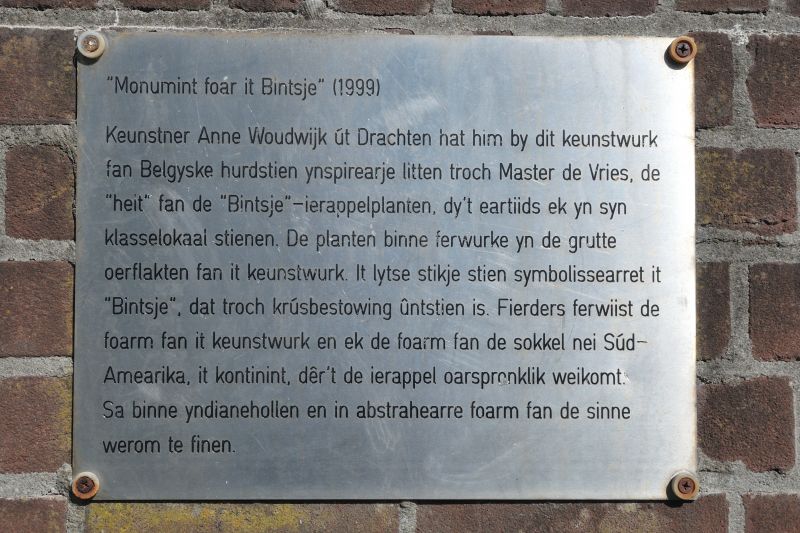 "Monumint foar it Bintsje" (1999)
Keunstner Anne Woudwijk út Drachten hat him by dit keunstwurk
fan Belgyske hurdstien ynspirearje litten troch Master de Vries, de
"heit" fan de "Bintsje"-ierappelplanten, dy't eartiids ek yn syn
klasselokaal stienen. De planten binne ferwurke yn de grutte
oerflakten fan it keunstwurk. It lytse stikje stien symbolissearret it
"Bintsje", dat troch krúsbestowing ûntstien is. Fierders ferwiist de
foarm fan it keunstwurk en ek de foarm fan de sokkel nei Súd-
Amearika, it kontinint, dêr't de ierappel oarspronklik weikomt.
Sa binne yndianehollen en in abstrahearre foarm fan de sinne
werom te finen.